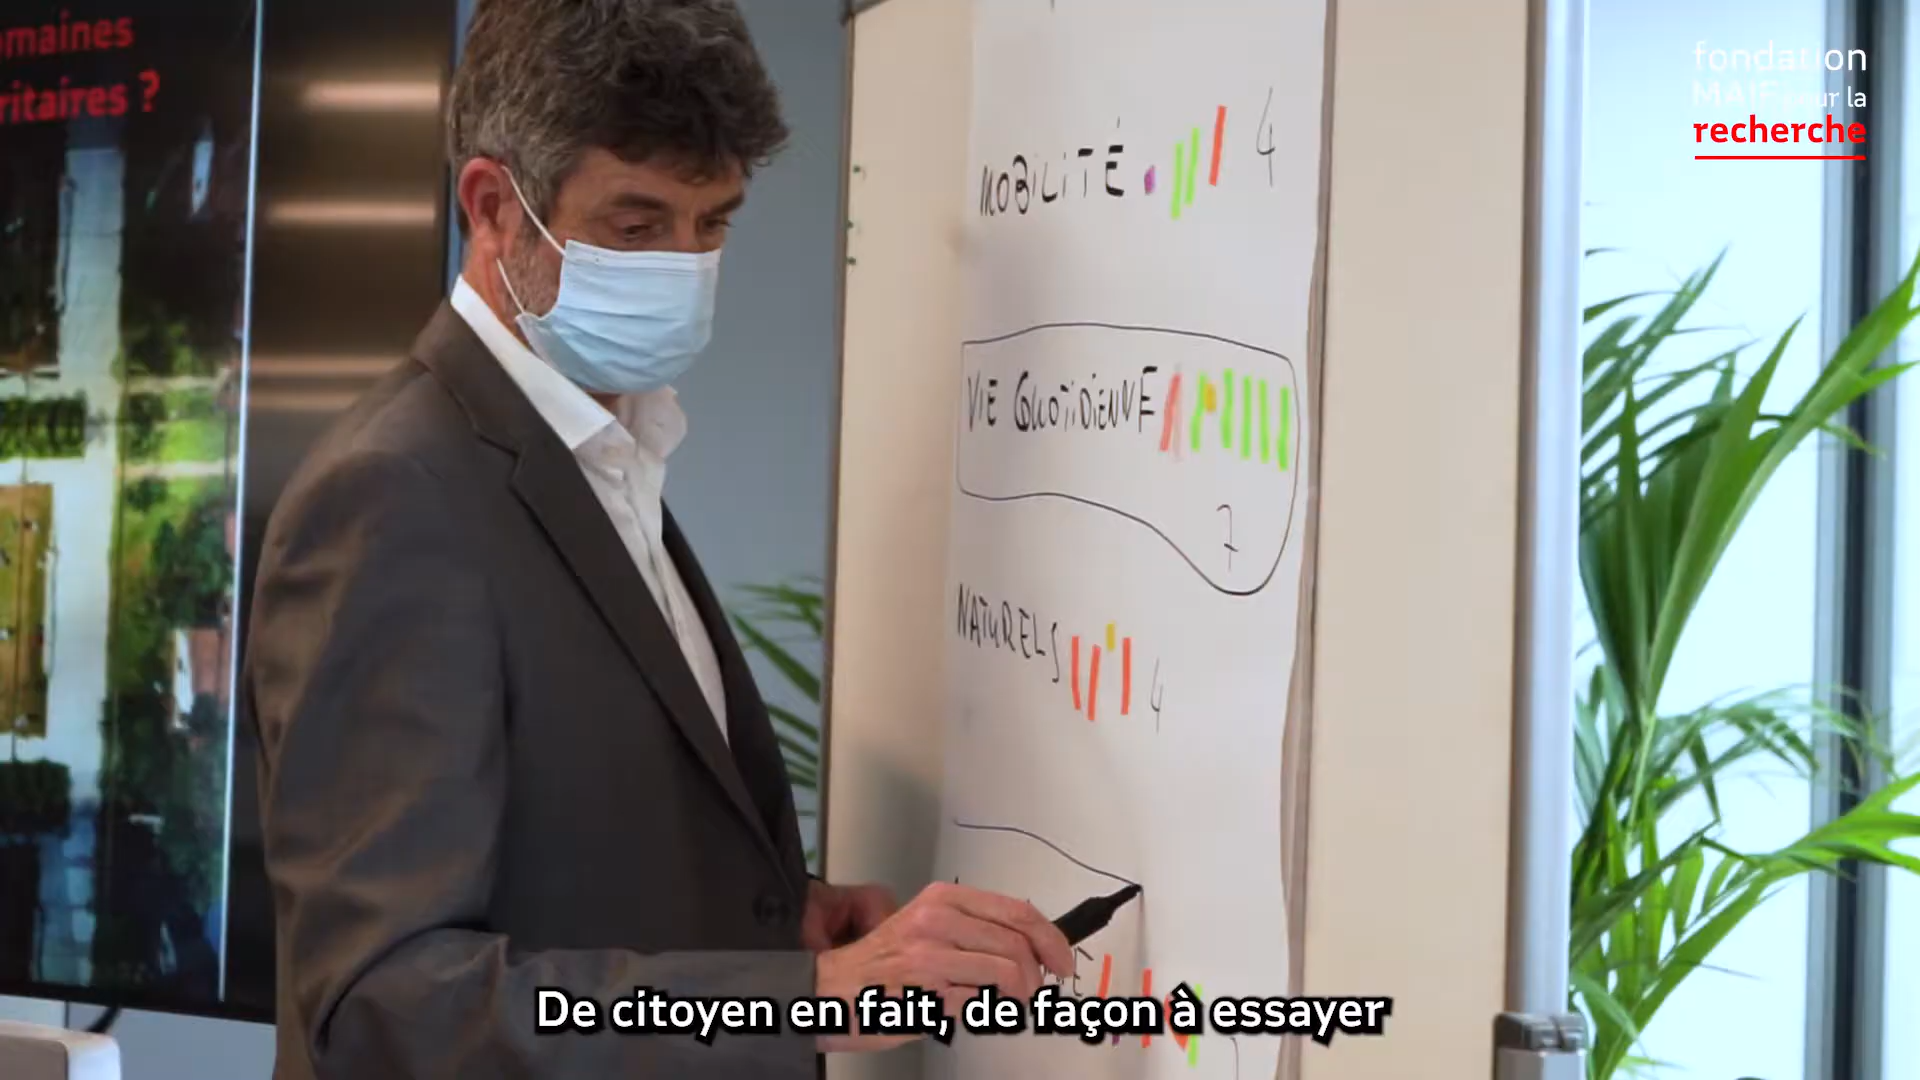 maines
ritaires ?
fondation
MAIF pour la
recherche
MOBILITÉ 4
VIE QUOTIDIENNE
7
NATURELS 4
De citoyen en fait, de façon à essayer